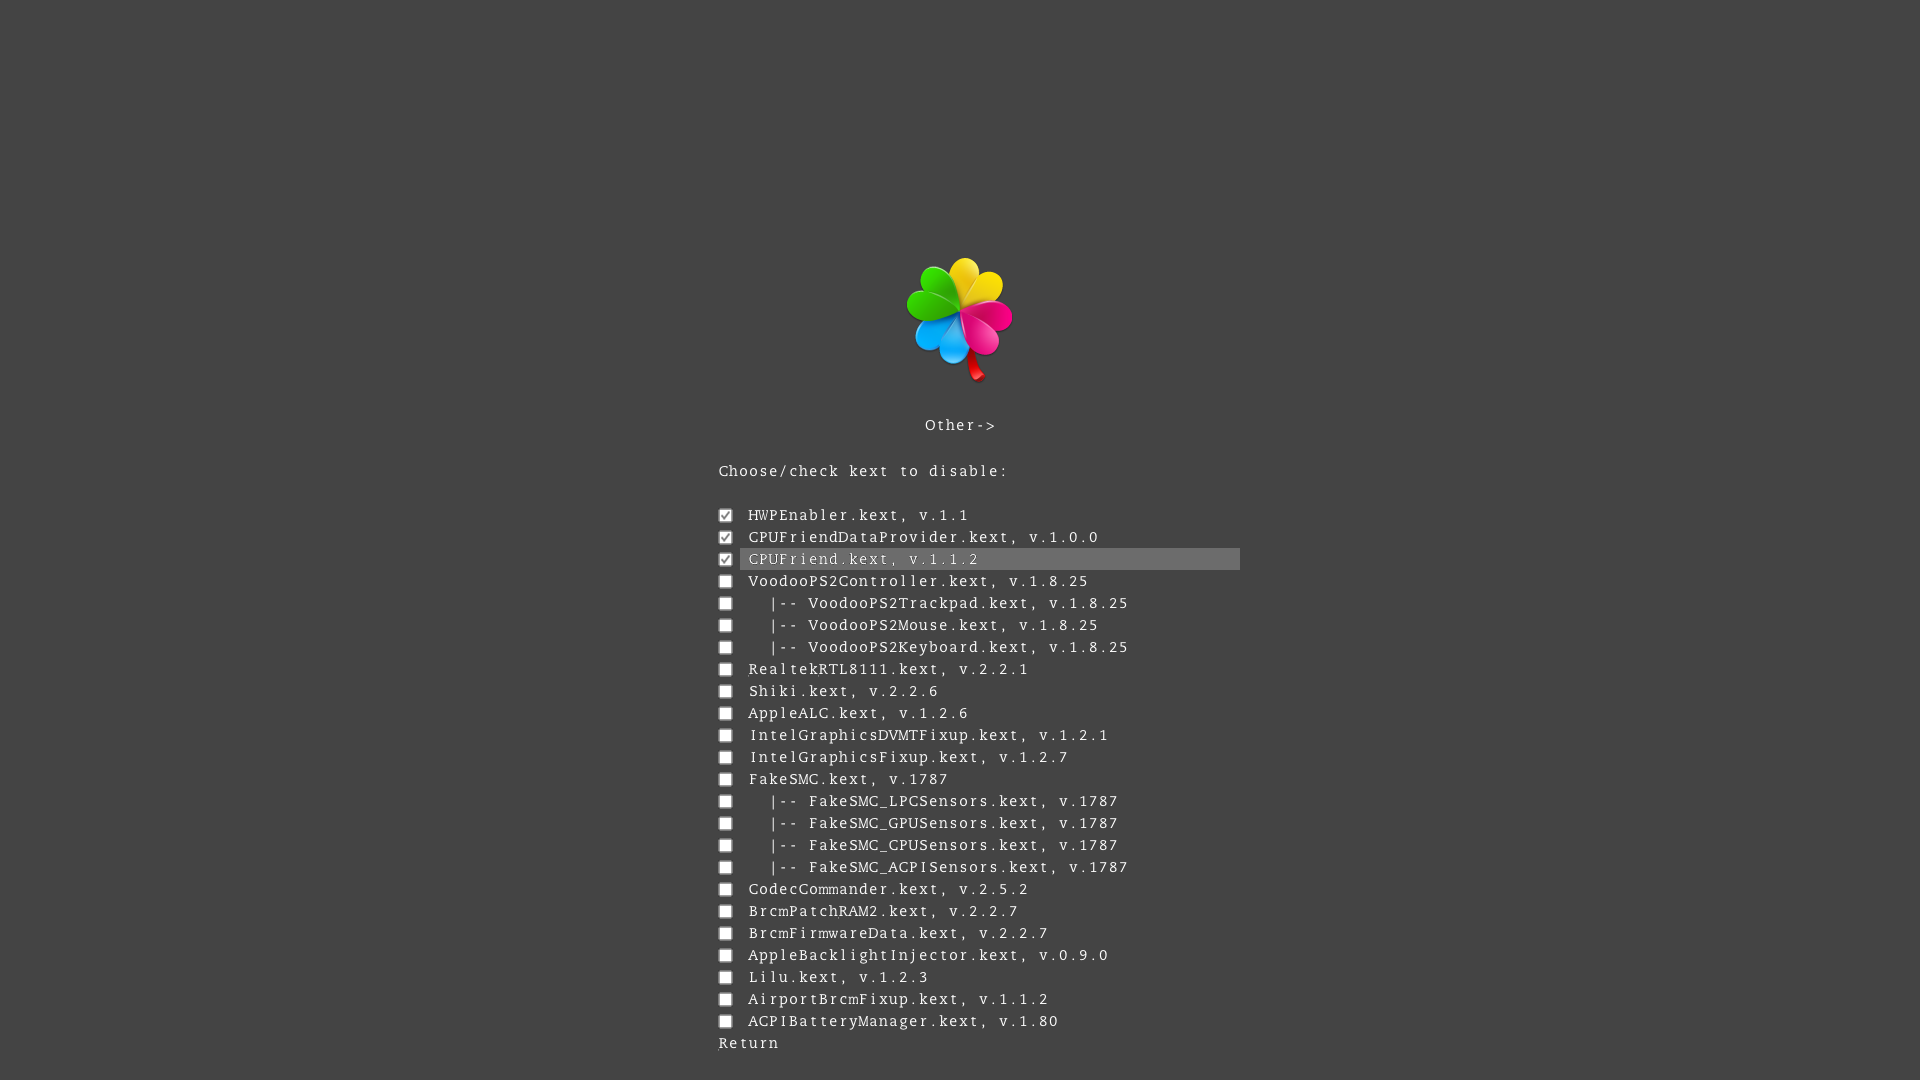 Other->
Choose/check kext to disable:
HWPEnabler.kext, v.1.1
CPUFriendDataProvider.kext, v.1.0.0
CPUFriend.kext, v.1.1.2
VoodooPS2Controller.kext, v.1.8.25
|-- VoodooPS2Trackpad.kext, v.1.8.25
|-- VoodooPS2Mouse.kext, v.1.8.25
|-- VoodooPS2Keyboard.kext, v.1.8.25
RealtekRTL8111.kext, v.2.2.1
Shiki.kext, v.2.2.6
AppleALC.kext, v.1.2.6
IntelGraphicsDVMTFixup.kext, v.1.2.1
IntelGraphicsFixup.kext, v.1.2.7
FakeSMC.kext, v.1787
|-- FakeSMC_LPCSensors.kext, v.1787
|-- FakeSMC_GPUSensors.kext, v.1787
|-- FakeSMC_CPUSensors.kext, v.1787
|-- FakeSMC_ACPISensors.kext, v.1787
CodecCommander.kext, v.2.5.2
BrcmPatchRAM2.kext, v.2.2.7
BrcmFirmwareData.kext, v.2.2.7
AppleBacklightInjector.kext, v.0.9.0
Lilu.kext, v.1.2.3
AirportBrcmFixup.kext, v.1.1.2
ACPIBatteryManager.kext, v.1.80
Return